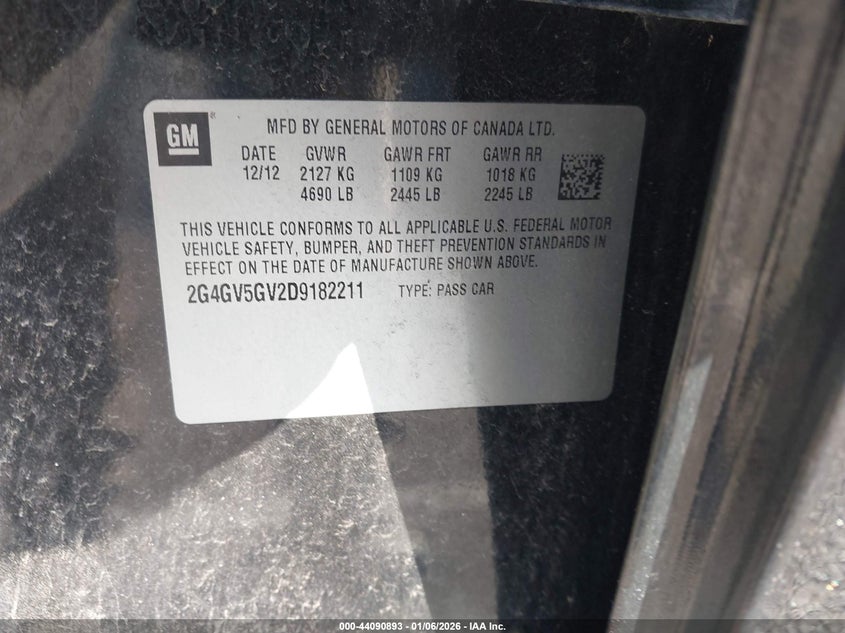 GM
MFD BY GENERAL MOTORS OF CANADA LTD.
DATE GVWR GAWR FRT GAWR RR
12/12 2127 KG 1109 KG 1018 KG
4690 LB 2445 LB 2245 LB
THIS VEHICLE CONFORMS TO ALL APPLICABLE U.S. FEDERAL MOTOR
VEHICLE SAFETY, BUMPER, AND THEFT PREVENTION STANDARDS IN
EFFECT ON THE DATE OF MANUFACTURE SHOWN ABOVE.
2G4GV5GV2D9182211 TYPE: PASS CAR
000-44090893 - 01/06/2026 - IAA Inc.